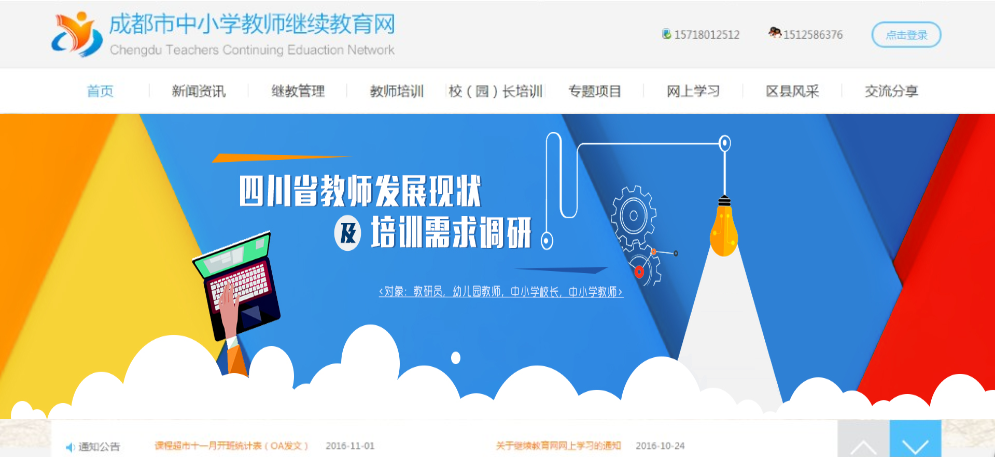 成都市中小学教师继续教育网
Chengdu Teachers Continuing Eduaction Network
15718012512 1512586376 点击登录
首页 新闻资讯 继教管理 教师培训 校（园）长培训 专题项目 网上学习 区县风采 交流分享
四川省教师发展现状
及 培训需求调研
<对象：教研员，幼儿园教师，中小学校长，中小学教师>
通知公告 课程超市十一月开班统计表（OA发文） 2016-11-01 关于继续教育网网上学习的通知 2016-10-24